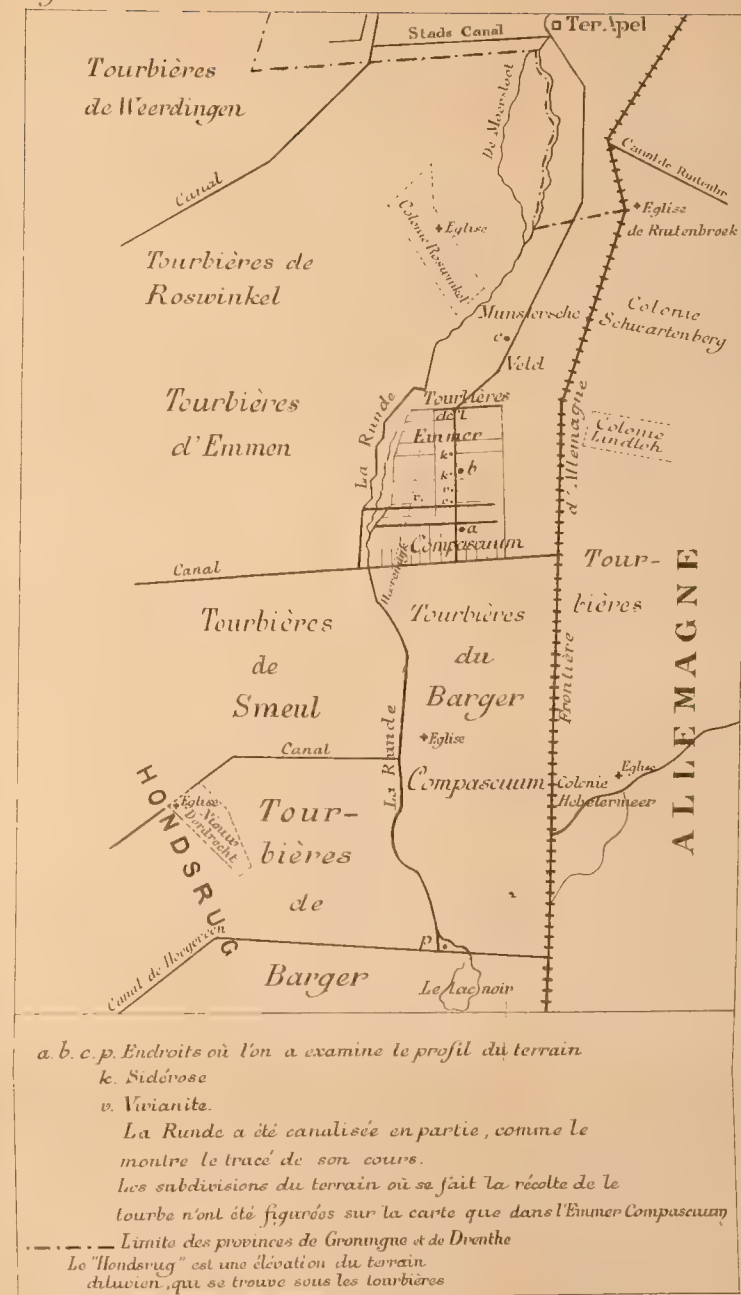 Stads Canal
Ter Apel
Tourbières
de Weerdingen
De Moersloot
Canal
Canal de Rutenbr
Eglise
Colonie Roswinkel
Eglise
de Rutenbroek
Tourbières de
Roswinkel
Munstersche
c
Veld
Colonie
Schwartenberg
Tourbières
d'Emmen
La Runde
Tourbières
de l'
Emmer
k
k
b
v
v
a
Compascuum
Colonie
Lindloh
Frontière d'Allemagne
Canal
Tour-
bières
ALLEMAGNE
Tourbières
de
Smeul
Tourbières
du
Barger
Compascuum
La Runde
Eglise
Canal
Colonie
Hebelermeer
Eglise
HONDSRUG
Eglise
Nieuw
Dordrecht
Tour-
bières
de
Barger
p
Le Lac noir
a. b. c. p. Endroits où l'on a examine le profil du terrain
k. Sidérose
v. Vivianite.
La Runde a été canalisée en partie, comme le
montre le tracé de son cours.
Les subdivisions du terrain où se fait la récolte de le
tourbe n'ont été figurées sur la carte que dans l'Emmer Compascuum
Limite des provinces de Groningue et de Drenthe
Le "Hondsrug" est une élévation du terrain
diluvien, qui se trouve sous les tourbières